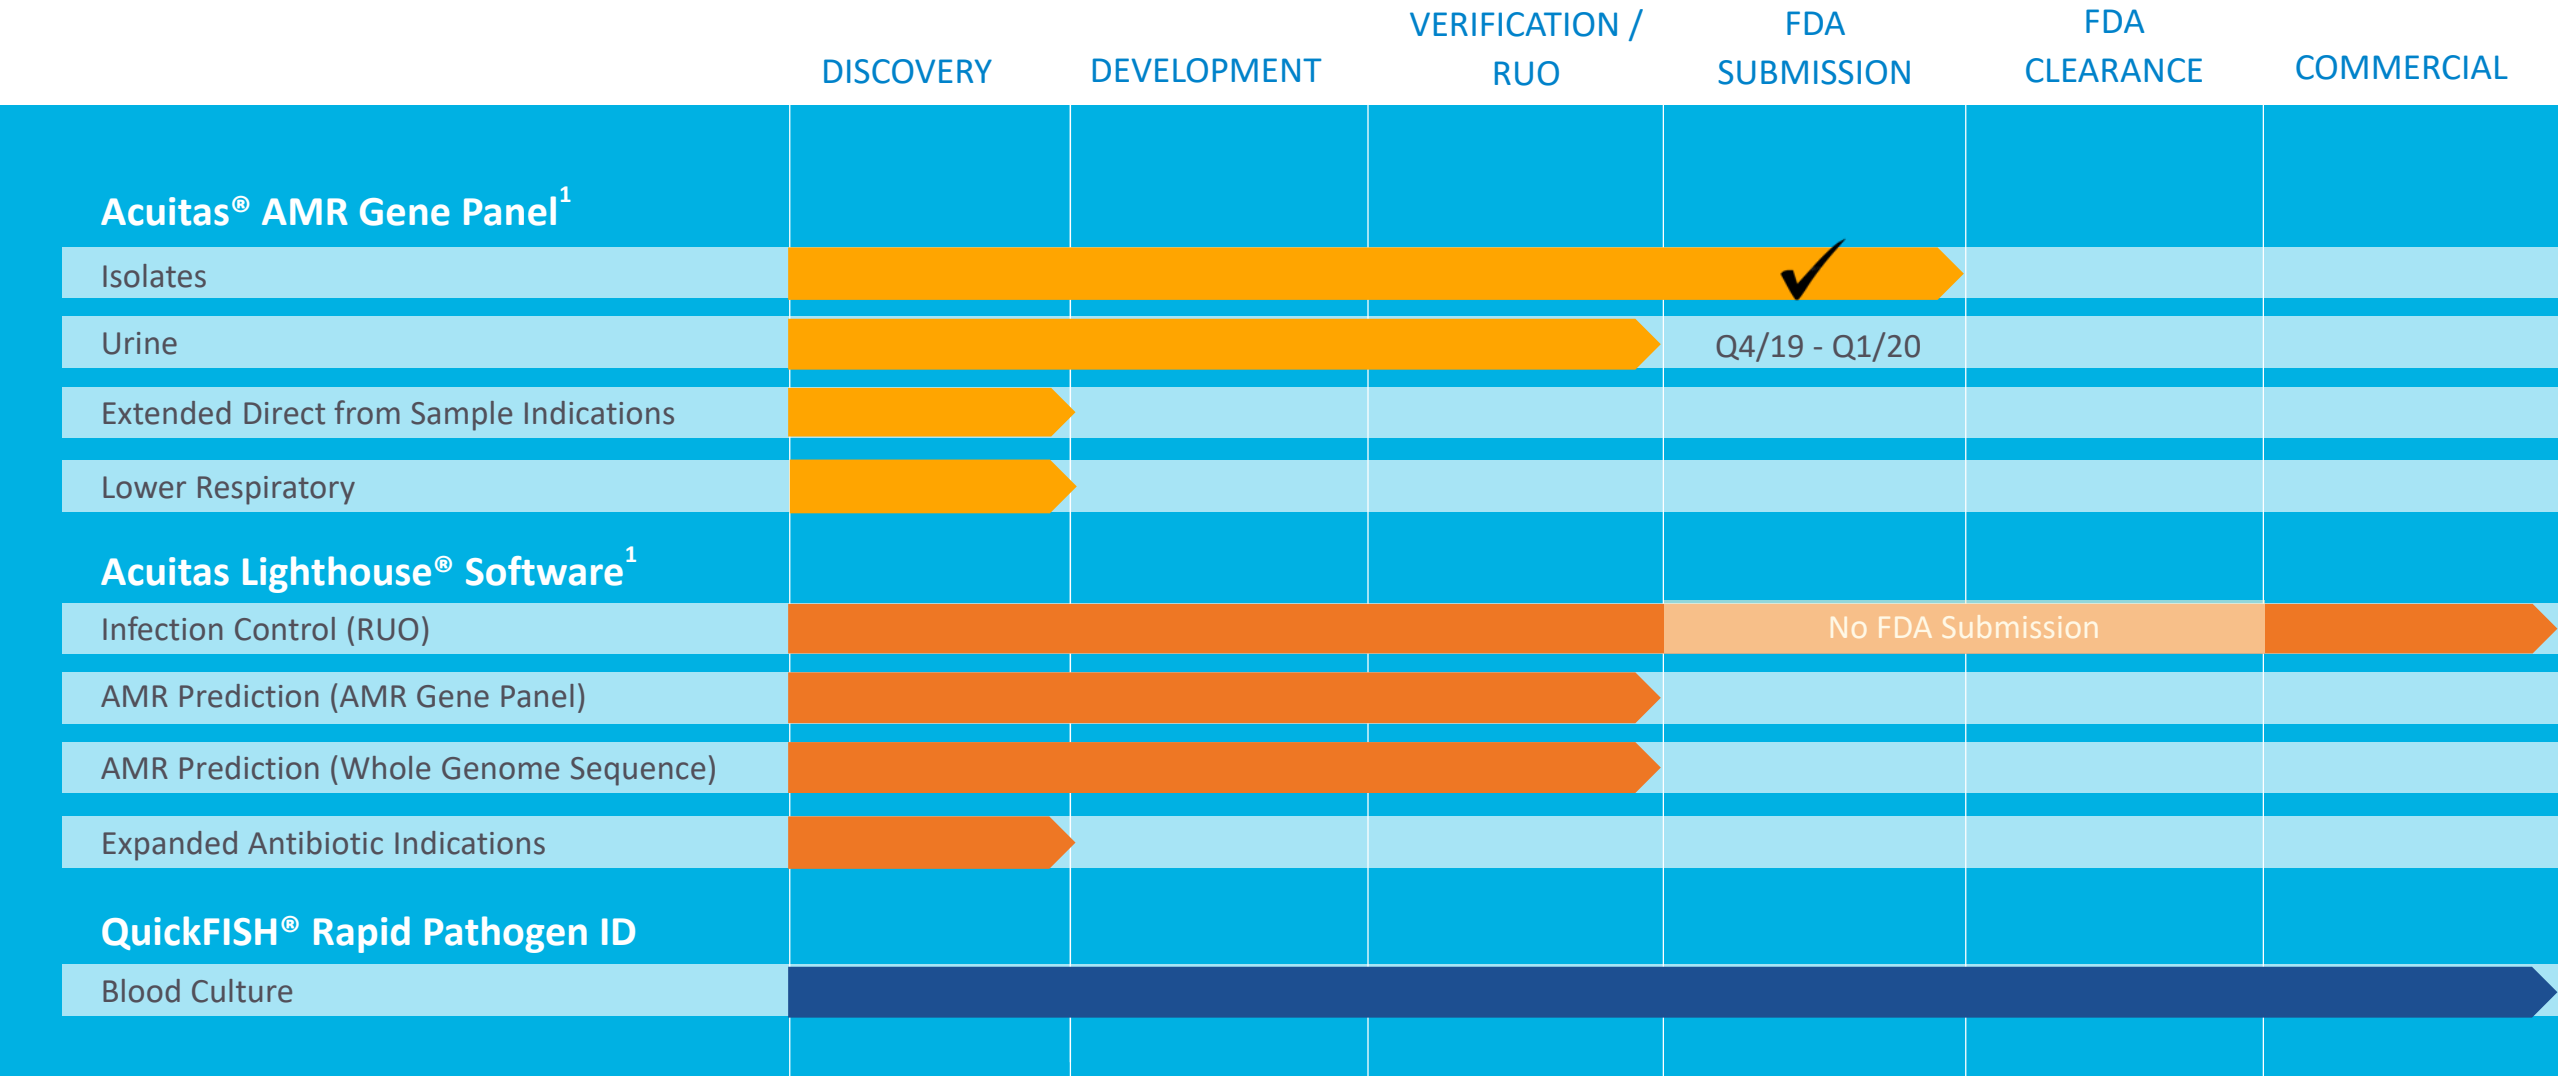 VERIFICATION / FDA FDA
DISCOVERY DEVELOPMENT RUO SUBMISSION CLEARANCE COMMERCIAL
Acuitas® AMR Gene Panel1
Isolates
Urine Q4/19 - Q1/20
Extended Direct from Sample Indications
Lower Respiratory
Acuitas Lighthouse® Software1
Infection Control (RUO) No FDA Submission
AMR Prediction (AMR Gene Panel)
AMR Prediction (Whole Genome Sequence)
Expanded Antibiotic Indications
QuickFISH® Rapid Pathogen ID
Blood Culture